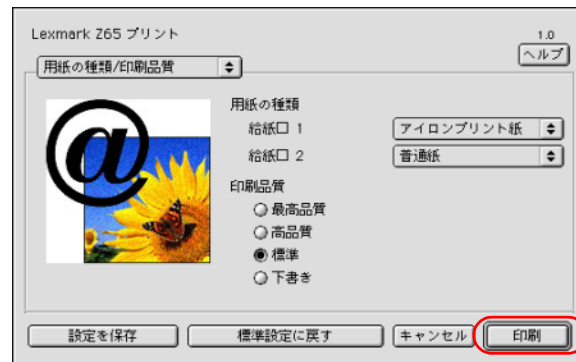 Lexmark Z65 プリント
1.0
ヘルプ
用紙の種類/印刷品質
用紙の種類
給紙口 1 アイロンプリント紙
給紙口 2 普通紙
印刷品質
最高品質
高品質
標準
下書き
設定を保存 標準設定に戻す キャンセル 印刷
@